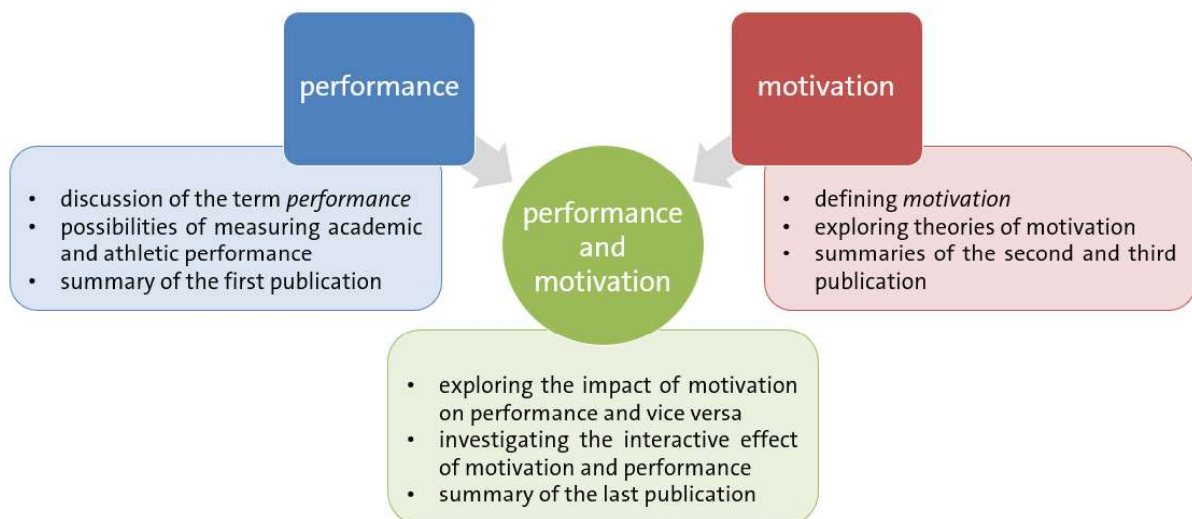 performance
• discussion of the term performance
• possibilities of measuring academic
and athletic performance
• summary of the first publication
motivation
• defining motivation
• exploring theories of motivation
• summaries of the second and third
publication
performance
and
motivation
• exploring the impact of motivation
on performance and vice versa
• investigating the interactive effect
of motivation and performance
• summary of the last publication